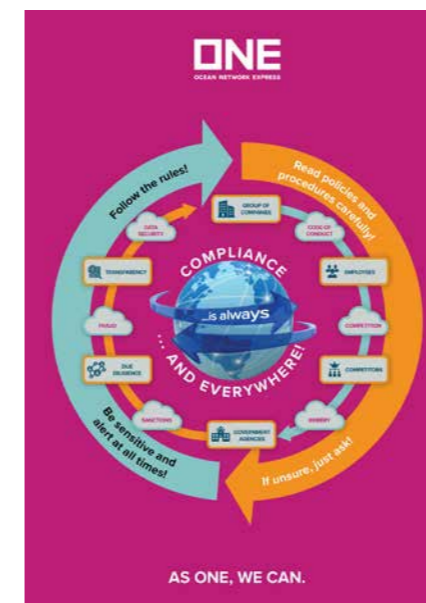 ONE
OCEAN NETWORK EXPRESS
Follow the rules!
Read policies and
procedures carefully!
GROUP OF
COMPANIES
DATA
SECURITY
CODE OF
CONDUCT
TRANSPARENCY
EMPLOYEES
COMPLIANCE
...is always
... AND EVERYWHERE!
FRAUD
COMPETITION
DUE
DILIGENCE
COMPETITORS
SANCTIONS
BRIBERY
GOVERNMENT
AGENCIES
Be sensitive and
alert at all times!
If unsure, just ask!
AS ONE, WE CAN.